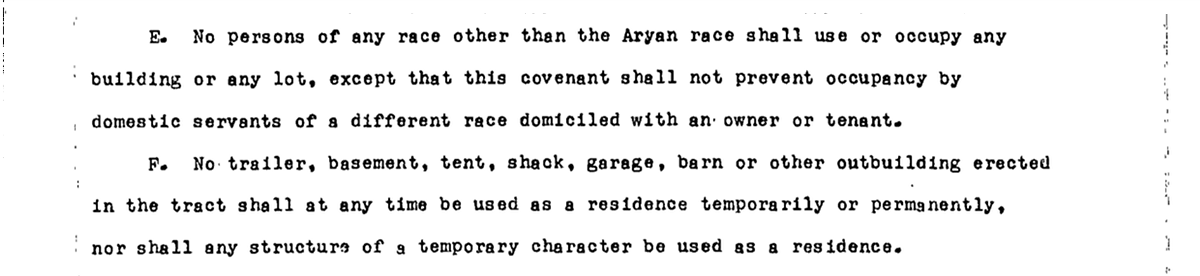 E. No persons of any race other than the Aryan race shall use or occupy any
building or any lot, except that this covenant shall not prevent occupancy by
domestic servants of a different race domiciled with an owner or tenant.
F. No trailer, basement, tent, shack, garage, barn or other outbuilding erected
in the tract shall at any time be used as a residence temporarily or permanently,
nor shall any structure of a temporary character be used as a residence.